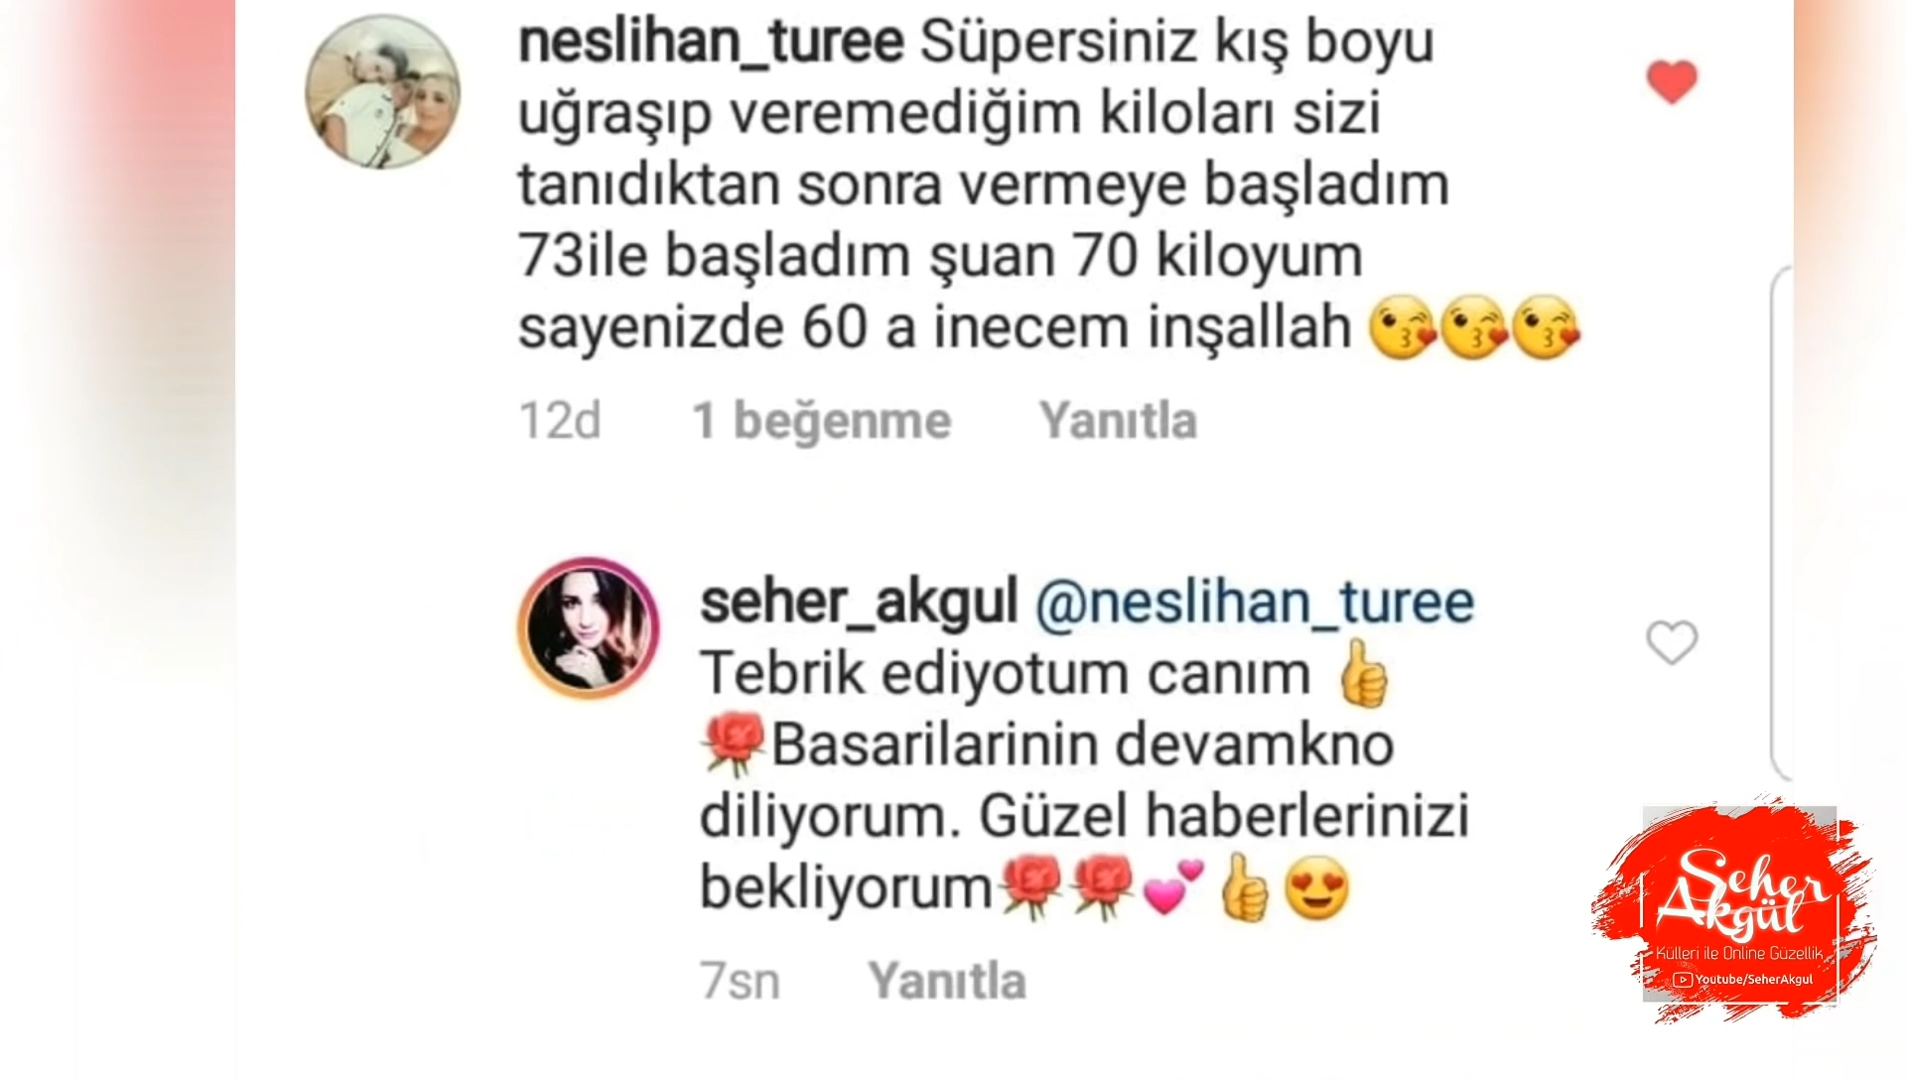 neslihan_turee Süpersiniz kış boyu
uğraşıp veremediğim kiloları sizi
tanıdıktan sonra vermeye başladım
73ile başladım şuan 70 kiloyum
sayenizde 60 a inecem inşallah 😘😘😘
12d 1 beğenme Yanıtla
seher_akgul @neslihan_turee
Tebrik ediyotum canım 👍
🌹Basarilarinin devamkno
diliyorum. Güzel haberlerinizi
bekliyorum🌹🌹💕👍😍
7sn Yanıtla
Seher
Akgül
Külleri ile Online Güzellik
Youtube/SeherAkgul